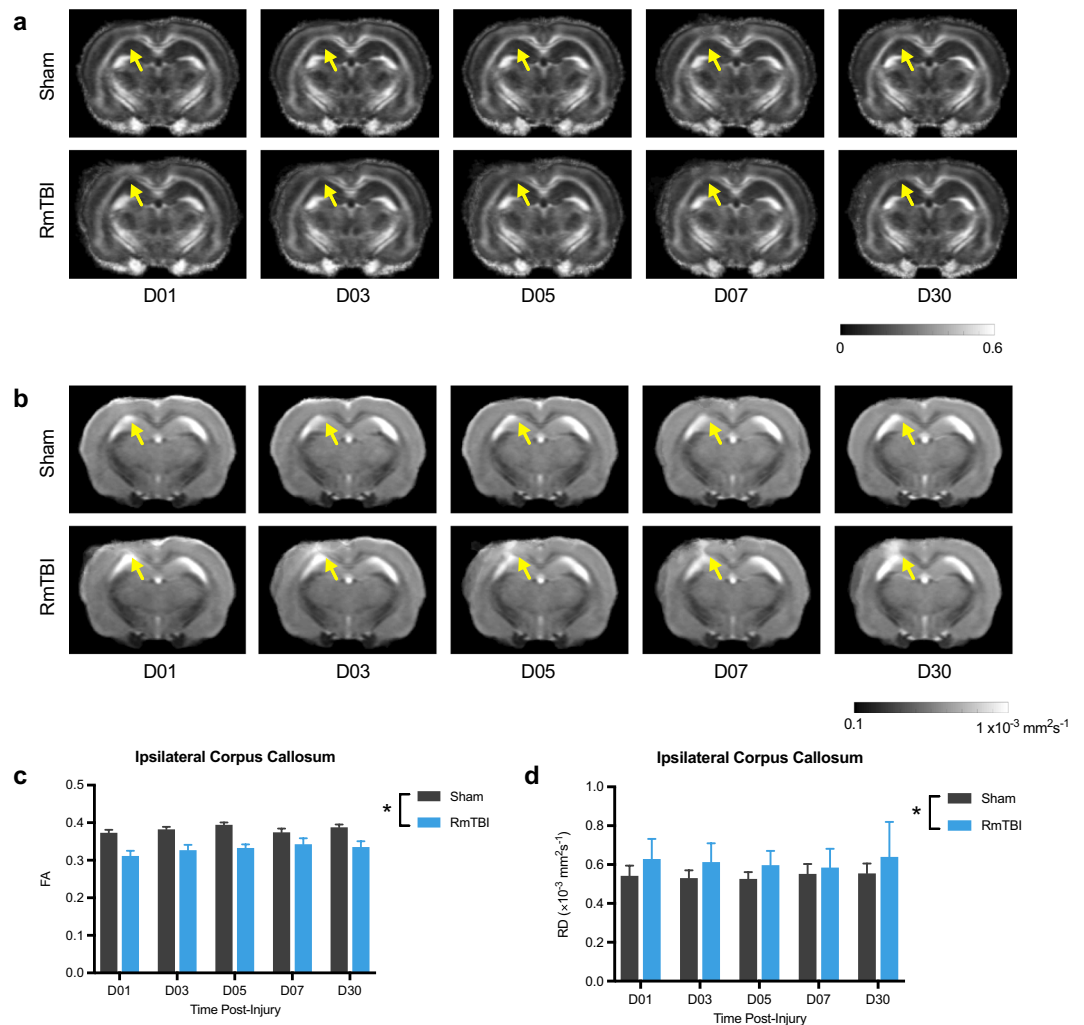 a
Sham
RmTBI
D01 D03 D05 D07 D30
0 0.6
b
Sham
RmTBI
D01 D03 D05 D07 D30
0.1 1 x10⁻³ mm²s⁻¹
c
Ipsilateral Corpus Callosum
0.5
0.4
0.3
0.2
0.1
0.0
FA
D01 D03 D05 D07 D30
Time Post-Injury
* Sham
RmTBI
d
Ipsilateral Corpus Callosum
1.0
0.8
0.6
0.4
0.2
0.0
RD (×10⁻³ mm²s⁻¹)
D01 D03 D05 D07 D30
Time Post-Injury
* Sham
RmTBI